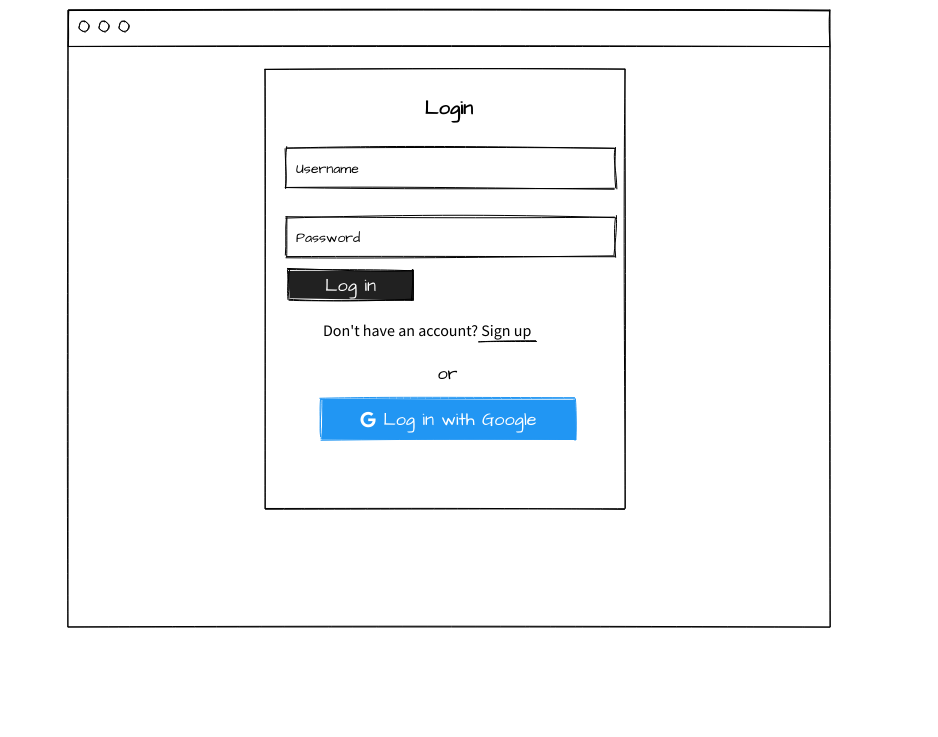 Login
Username
Password
Log in
Don't have an account? Sign up
or
G Log in with Google